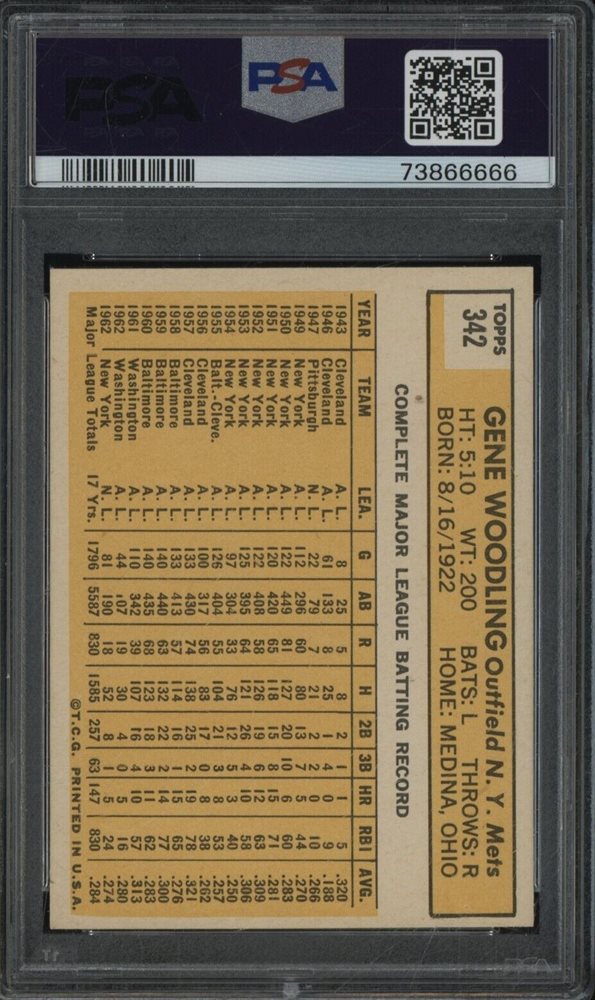 PSA
PSA
73866666
TOPPS
342
GENE WOODLING Outfield N. Y. Mets
HT: 5:10 WT: 200 BATS: L THROWS: R
BORN: 8/16/1922 HOME: MEDINA, OHIO
COMPLETE MAJOR LEAGUE BATTING RECORD
YEAR TEAM LEA. G AB R H 2B 3B HR RBI AVG.
1943 Cleveland A. L. 8 25 5 8 2 1 1 5 .320
1946 Cleveland A. L. 61 133 8 25 1 4 0 9 .188
1947 Pittsburgh N. L. 22 79 7 21 2 2 0 10 .266
1949 New York A. L. 112 296 60 80 13 7 5 44 .270
1950 New York A. L. 122 449 81 127 20 10 6 60 .283
1951 New York A. L. 120 420 65 118 15 8 15 71 .281
1952 New York A. L. 122 408 58 126 19 6 12 63 .309
1953 New York A. L. 125 395 64 121 26 4 10 58 .306
1954 New York A. L. 97 304 33 76 12 5 3 40 .250
1955 Balt.-Cleve. A. L. 126 404 55 104 21 3 8 53 .257
1956 Cleveland A. L. 100 317 56 83 17 0 8 38 .262
1957 Cleveland A. L. 133 430 74 138 25 2 19 78 .321
1958 Baltimore A. L. 133 413 57 114 16 1 15 65 .276
1959 Baltimore A. L. 140 440 63 132 22 2 14 77 .300
1960 Baltimore A. L. 140 435 68 123 18 3 11 62 .283
1961 Washington A. L. 110 342 39 107 16 4 10 57 .313
1962 Washington A. L. 44 107 19 30 4 0 5 16 .280
1962 New York N. L. 81 190 18 52 8 1 5 24 .274
Major League Totals 17 Yrs. 1796 5587 830 1585 257 63 147 830 .284
©T.C.G. PRINTED IN U.S.A.